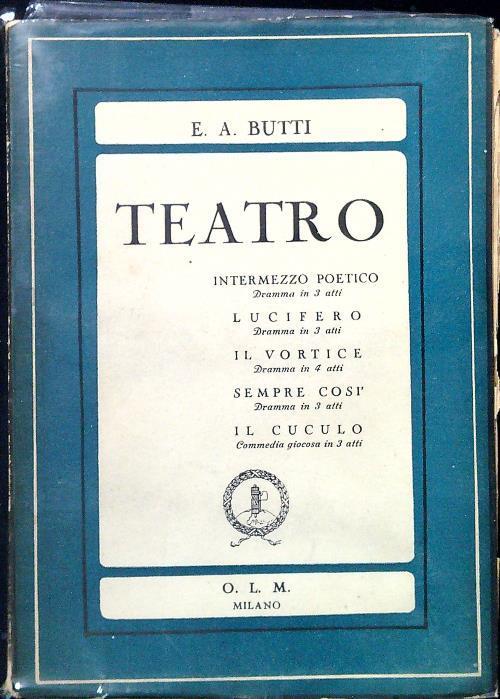 E. A. BUTTI
TEATRO
INTERMEZZO POETICO
Dramma in 3 atti
LUCIFERO
Dramma in 3 atti
IL VORTICE
Dramma in 4 atti
SEMPRE COSI'
Dramma in 3 atti
IL CUCULO
Commedia giocosa in 3 atti
O. L. M.
MILANO